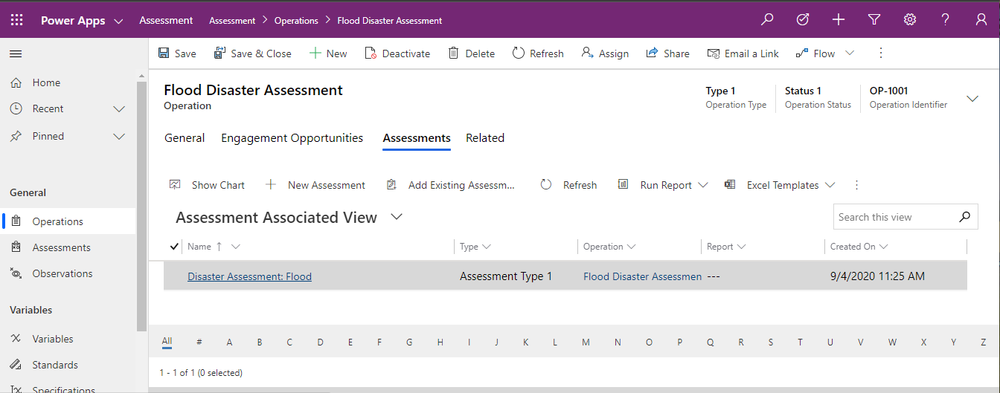 Power Apps Assessment Assessment > Operations > Flood Disaster Assessment
Save Save & Close New Deactivate Delete Refresh Assign Share Email a Link Flow
Home
Recent
Pinned
General
Operations
Assessments
Observations
Variables
Variables
Standards
Specifications
Flood Disaster Assessment
Operation
Type 1 Status 1 OP-1001
Operation Type Operation Status Operation Identifier
General Engagement Opportunities Assessments Related
Show Chart New Assessment Add Existing Assessm... Refresh Run Report Excel Templates
Assessment Associated View
Search this view
Name ↑ Type Operation Report Created On
Disaster Assessment: Flood Assessment Type 1 Flood Disaster Assessmen --- 9/4/2020 11:25 AM
All # A B C D E F G H I J K L M N O P Q R S T U V W X Y Z
1 - 1 of 1 (0 selected)